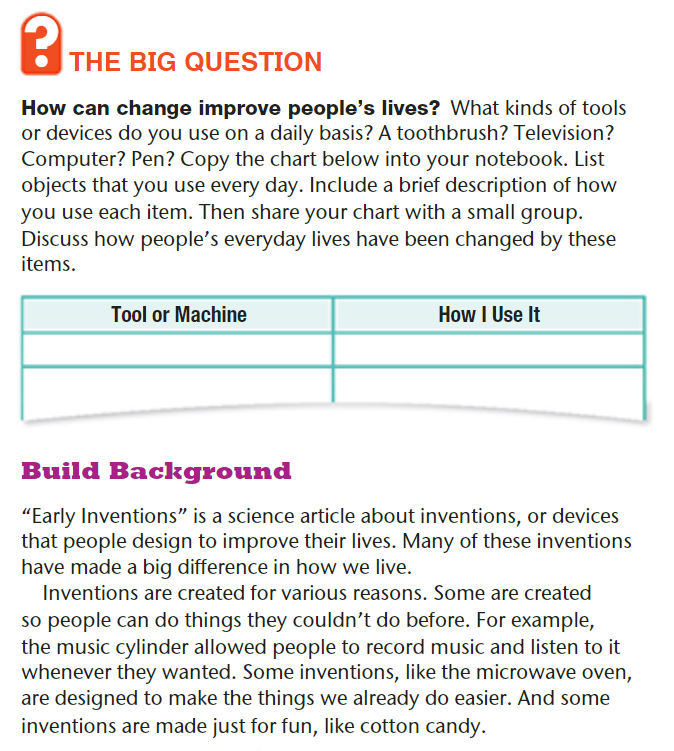 ?
THE BIG QUESTION
How can change improve people’s lives? What kinds of tools
or devices do you use on a daily basis? A toothbrush? Television?
Computer? Pen? Copy the chart below into your notebook. List
objects that you use every day. Include a brief description of how
you use each item. Then share your chart with a small group.
Discuss how people’s everyday lives have been changed by these
items.
Tool or Machine How I Use It
Build Background
“Early Inventions” is a science article about inventions, or devices
that people design to improve their lives. Many of these inventions
have made a big difference in how we live.
Inventions are created for various reasons. Some are created
so people can do things they couldn’t do before. For example,
the music cylinder allowed people to record music and listen to it
whenever they wanted. Some inventions, like the microwave oven,
are designed to make the things we already do easier. And some
inventions are made just for fun, like cotton candy.